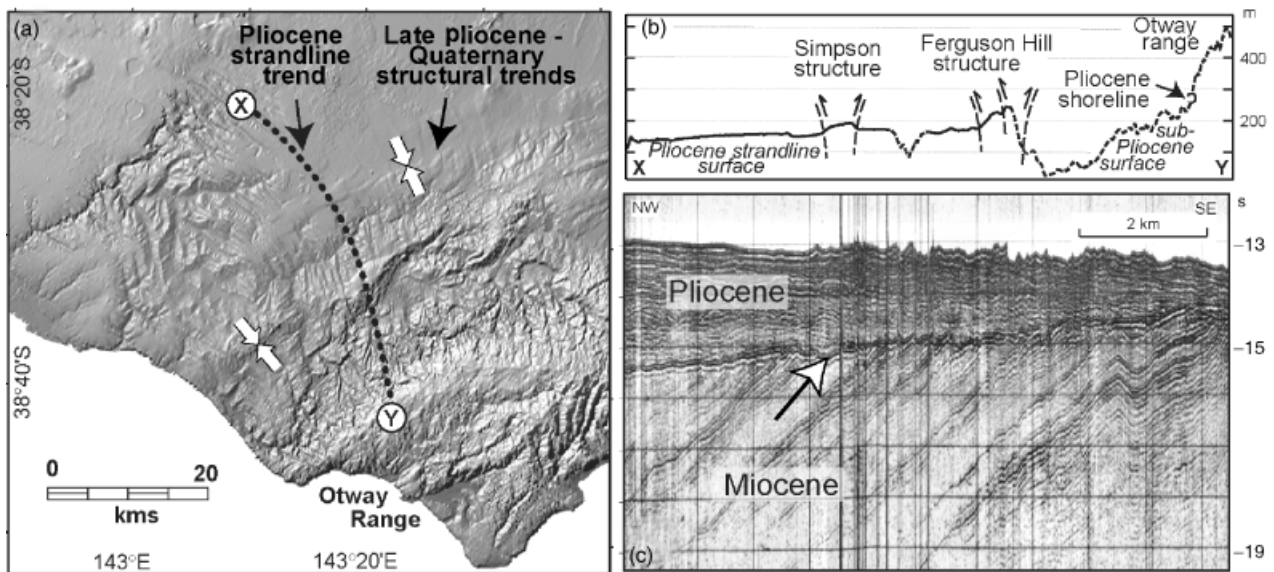 (a)
Pliocene
strandline
trend
Late pliocene -
Quaternary
structural trends
38°20'S
X
38°40'S
Y
0
20
kms
Otway
Range
143°E
143°20'E
(b)
m
Otway
range
Simpson
structure
Ferguson Hill
structure
400
Pliocene
shoreline
200
Pliocene strandline
surface
sub-
Pliocene
surface
X
Y
NW
SE
s
2 km
–13
Pliocene
–15
Miocene
(c)
–19